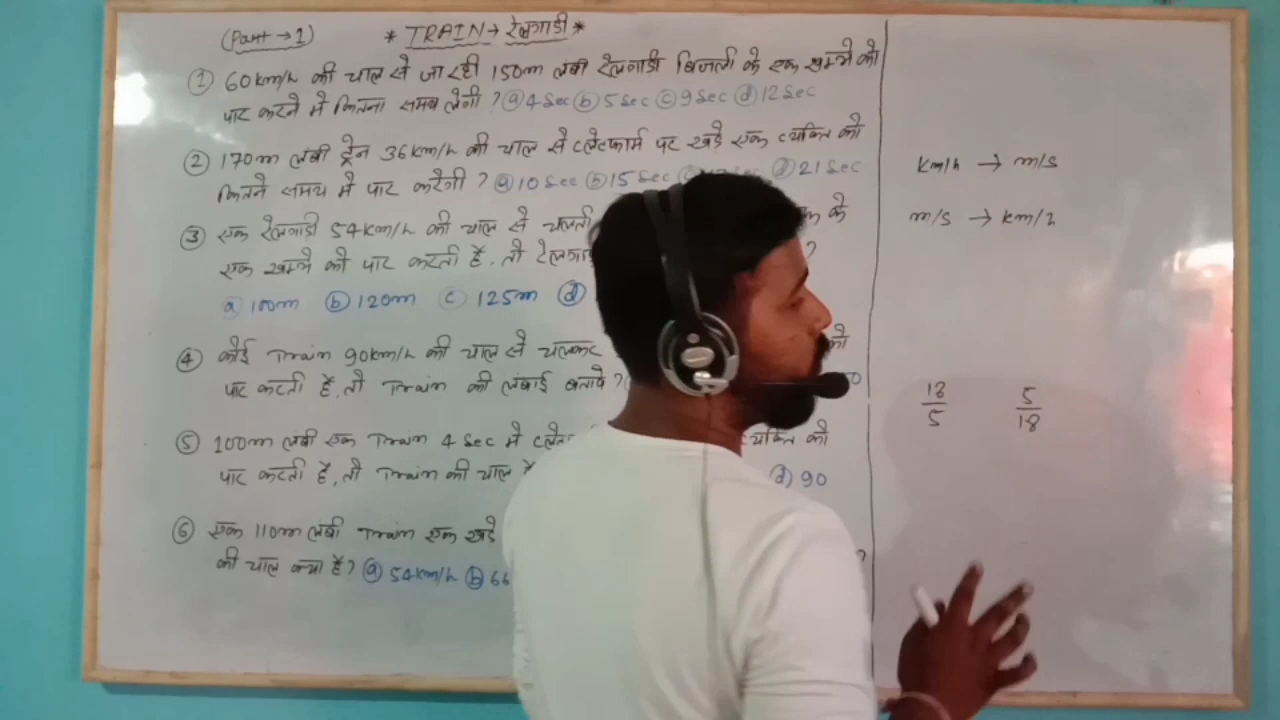 (Part → 1) * TRAIN → रेलगाडी *
① 60km/h की चाल से जा रही 150m लंबी रेलगाडी बिजली के एक खम्भे को
पार करने में कितना समय लेगी ? ⓐ 4 Sec ⓑ 5 Sec ⓒ 9 Sec ⓓ 12 Sec
② 170m लंबी ट्रेन 36km/h की चाल से प्लेटफार्म पर खडे एक व्यक्ति को
कितने समय में पार करेगी ? ⓐ 10 Sec ⓑ 15 Sec ⓓ 21 Sec
③ एक रेलगाडी 54km/h की चाल से चलती के
एक खम्भे को पार करती है, तो ?
ⓐ 100m ⓑ 120m ⓒ 125m ⓓ
④ कोई Train 90km/h की चाल से चलकर को
पार करती है, तो Train की लंबाई बतायें ?
⑤ 100m लंबी एक Train 4 Sec में व्यक्ति को
पार करती है, तो Train की चाल ⓓ 90
⑥ एक 110m लंबी Train एक खडे
की चाल क्या है ? ⓐ 54km/h ⓑ 66 ?
km/h → m/s
m/s → km/h
18/5 5/18